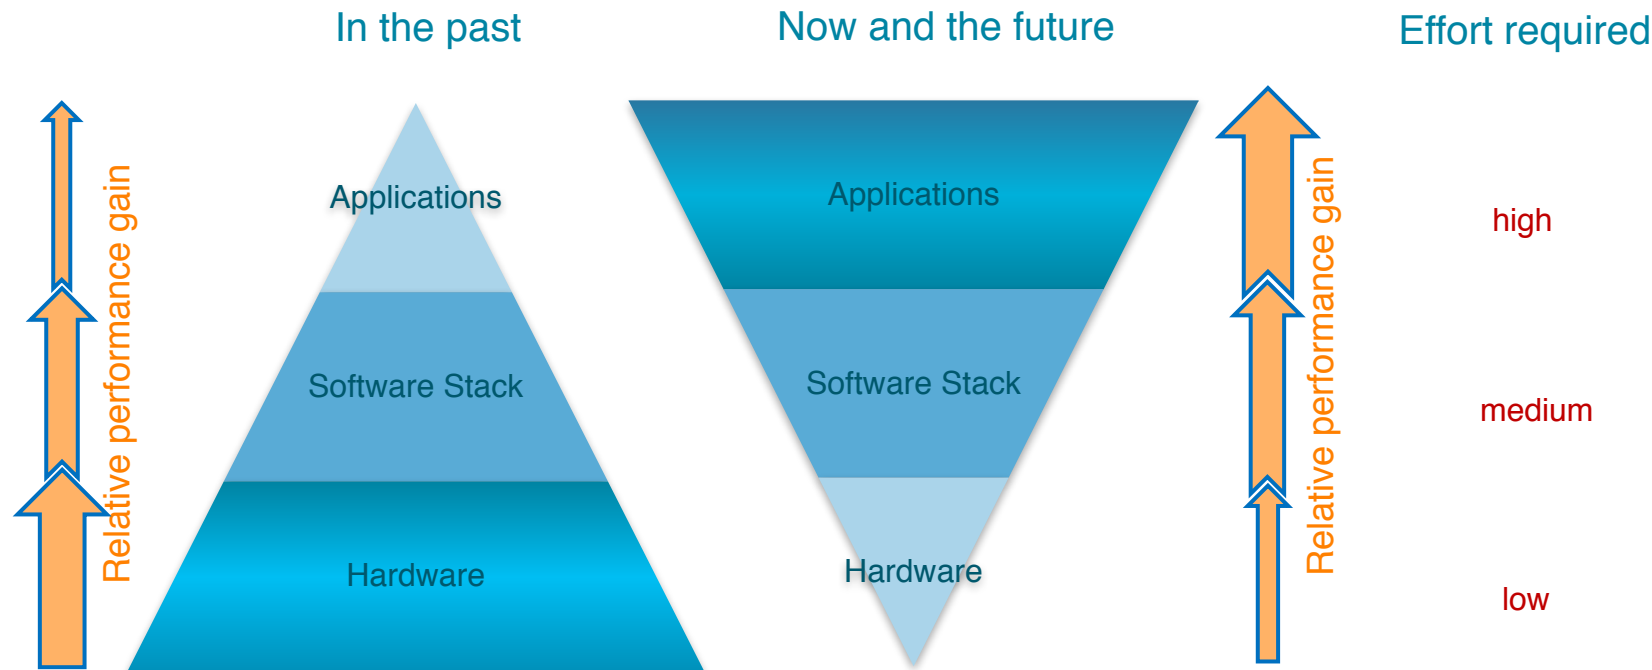 In the past
Now and the future
Effort required
Relative performance gain
Applications
Software Stack
Hardware
Applications
Software Stack
Hardware
Relative performance gain
high
medium
low